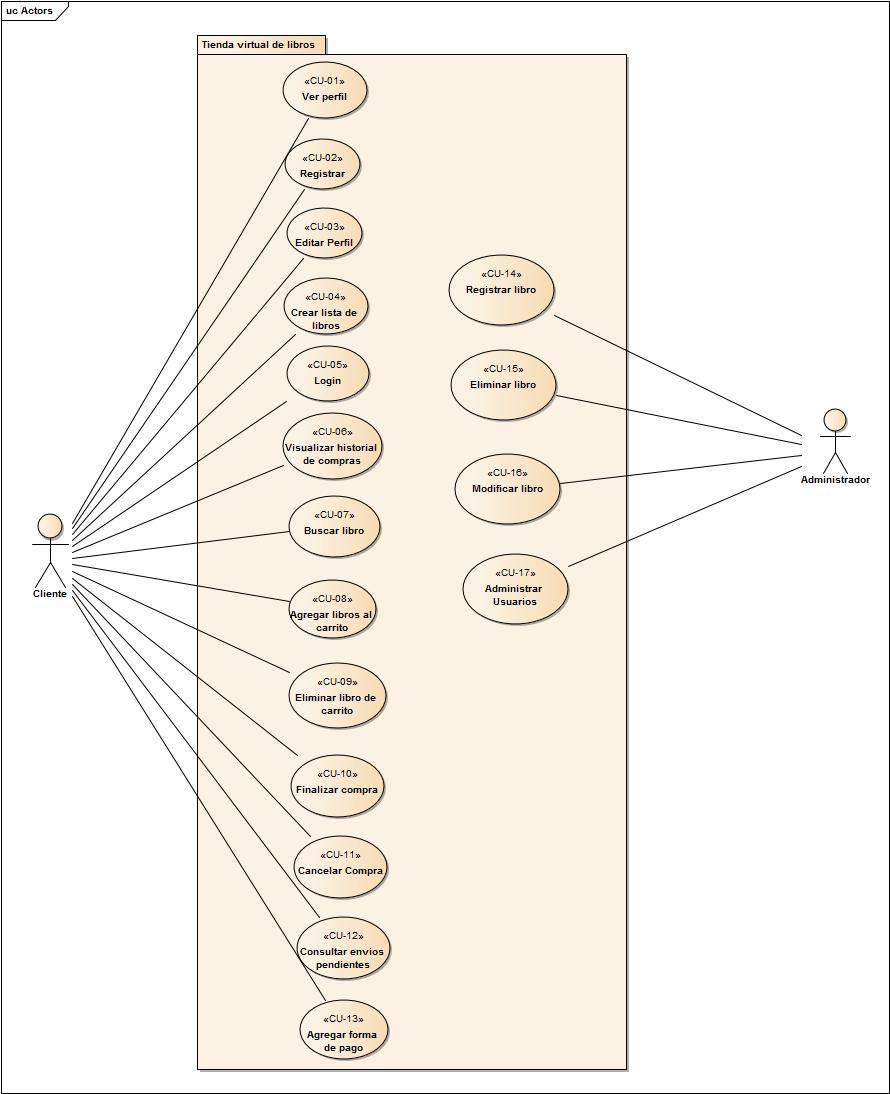 uc Actors
Tienda virtual de libros
«CU-01»
Ver perfil
«CU-02»
Registrar
«CU-03»
Editar Perfil
«CU-04»
Crear lista de
libros
«CU-05»
Login
«CU-06»
Visualizar historial
de compras
«CU-07»
Buscar libro
«CU-08»
Agregar libros al
carrito
«CU-09»
Eliminar libro de
carrito
«CU-10»
Finalizar compra
«CU-11»
Cancelar Compra
«CU-12»
Consultar envios
pendientes
«CU-13»
Agregar forma
de pago
«CU-14»
Registrar libro
«CU-15»
Eliminar libro
«CU-16»
Modificar libro
«CU-17»
Administrar
Usuarios
Cliente
Administrador